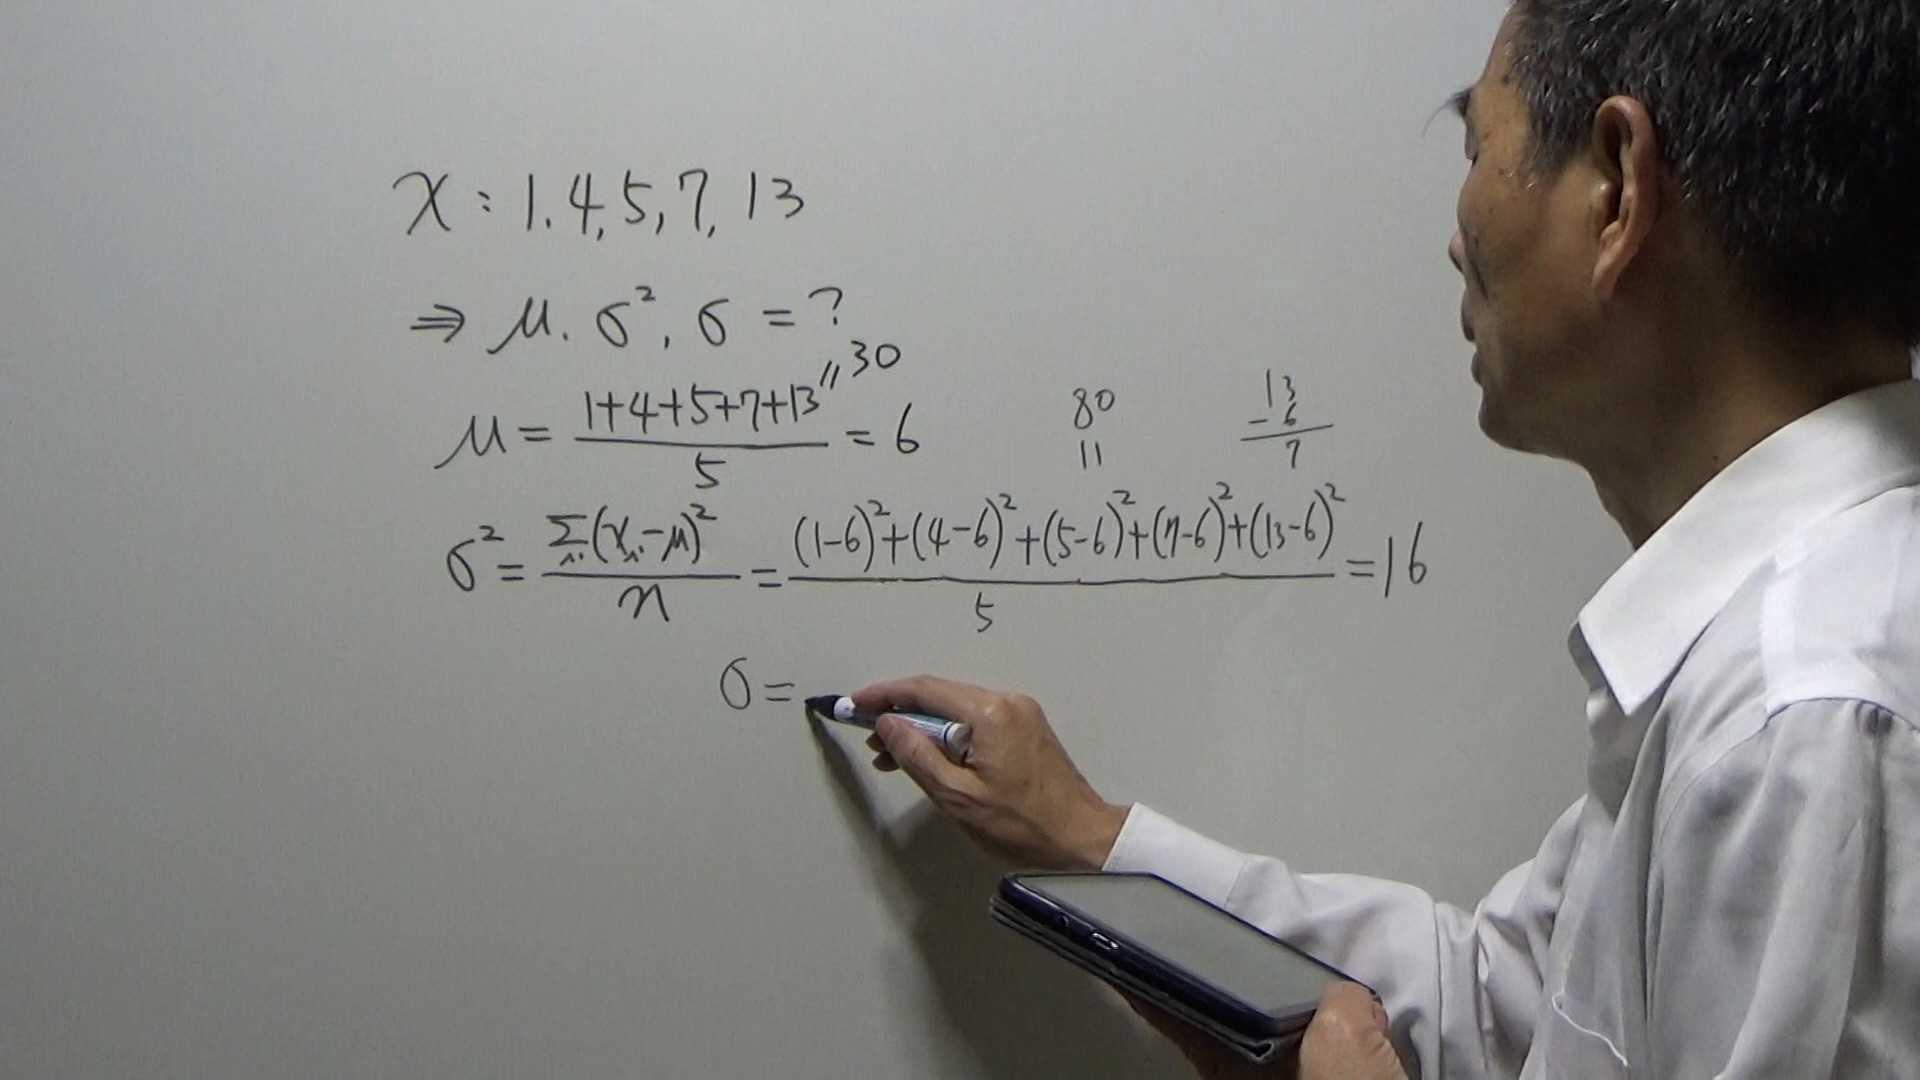 x : 1. 4, 5, 7, 13
⇒ μ. σ², σ = ?
μ = (1+4+5+7+13)/5 = 6
〃 30
80
11
13
- 6
7
σ² = Σᵢ(xᵢ-μ)²/n = ((1-6)²+(4-6)²+(5-6)²+(7-6)²+(13-6)²)/5 = 16
σ =